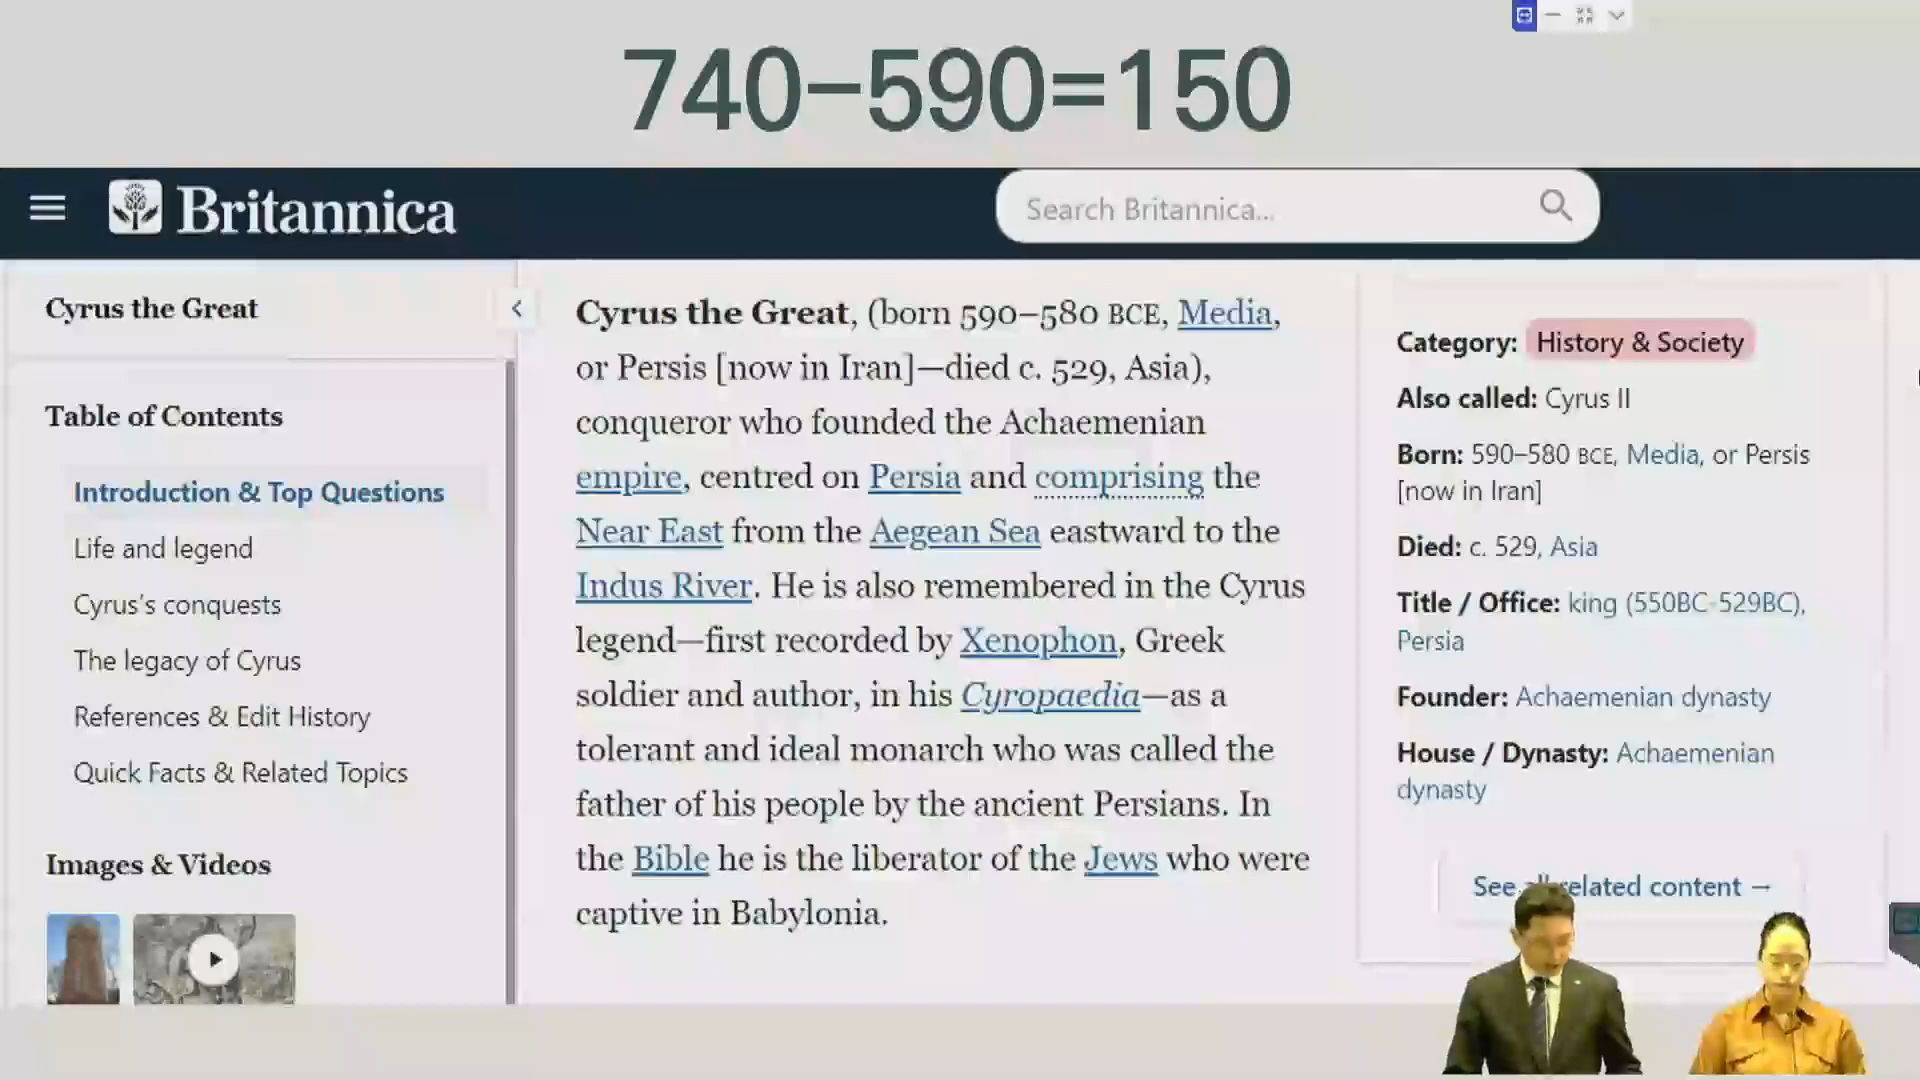 740−590=150
Britannica
Search Britannica...
Cyrus the Great
Table of Contents
Introduction & Top Questions
Life and legend
Cyrus's conquests
The legacy of Cyrus
References & Edit History
Quick Facts & Related Topics
Images & Videos
Cyrus the Great, (born 590–580 BCE, Media,
or Persis [now in Iran]—died c. 529, Asia),
conqueror who founded the Achaemenian
empire, centred on Persia and comprising the
Near East from the Aegean Sea eastward to the
Indus River. He is also remembered in the Cyrus
legend—first recorded by Xenophon, Greek
soldier and author, in his Cyropaedia—as a
tolerant and ideal monarch who was called the
father of his people by the ancient Persians. In
the Bible he is the liberator of the Jews who were
captive in Babylonia.
Category: History & Society
Also called: Cyrus II
Born: 590–580 BCE, Media, or Persis
[now in Iran]
Died: c. 529, Asia
Title / Office: king (550BC-529BC),
Persia
Founder: Achaemenian dynasty
House / Dynasty: Achaemenian
dynasty
See all related content →